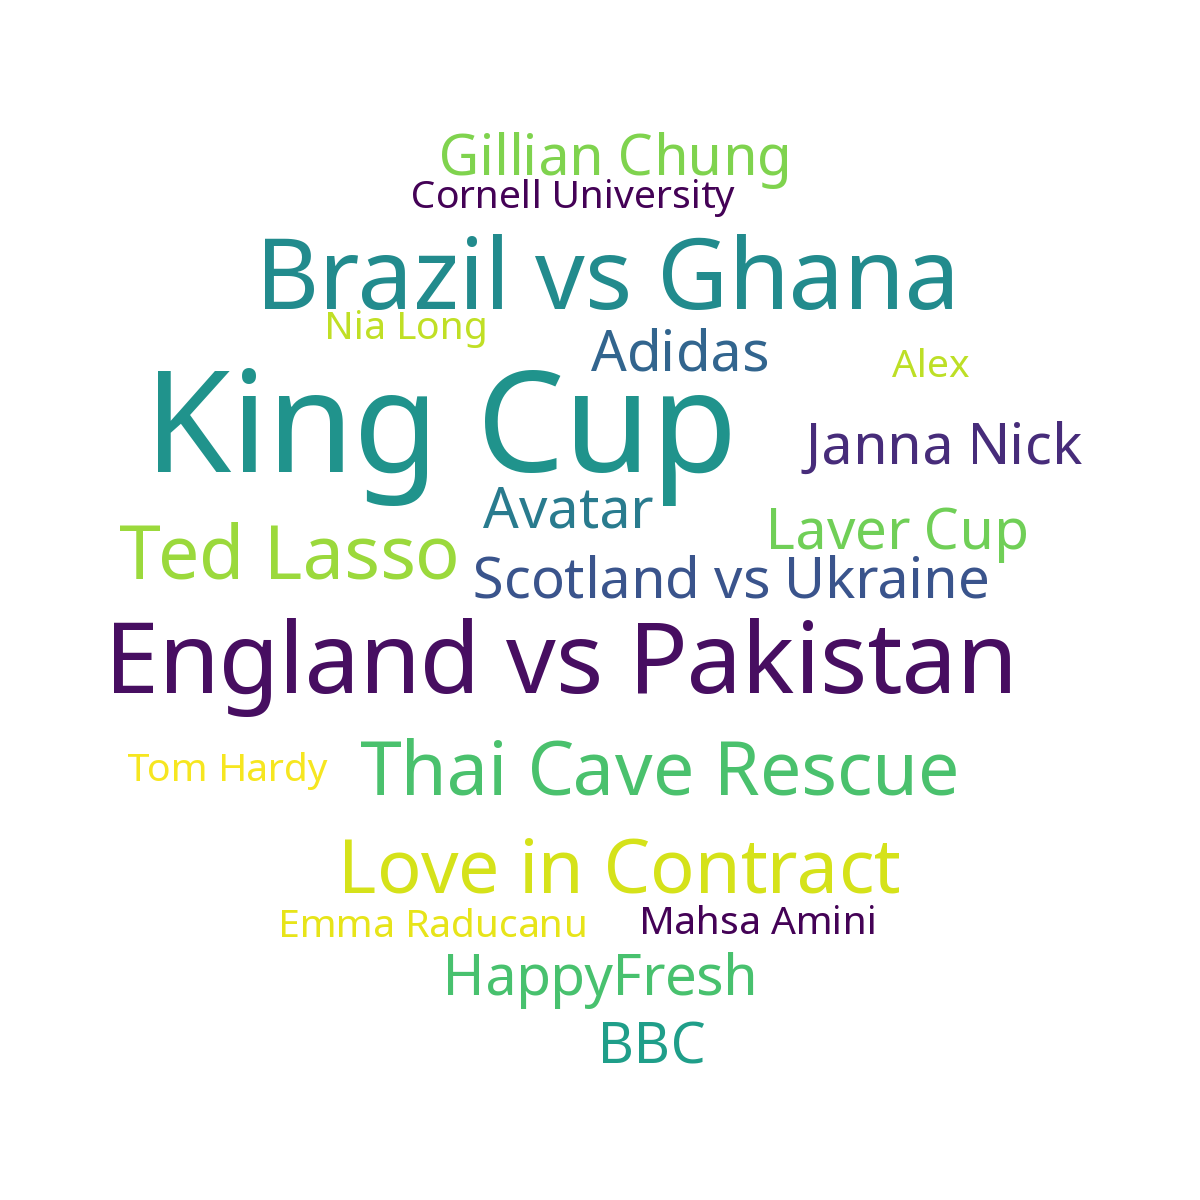 Gillian Chung
Cornell University
Brazil vs Ghana
Nia Long
Adidas
Alex
King Cup
Janna Nick
Avatar
Laver Cup
Ted Lasso
Scotland vs Ukraine
England vs Pakistan
Tom Hardy
Thai Cave Rescue
Love in Contract
Emma Raducanu
Mahsa Amini
HappyFresh
BBC